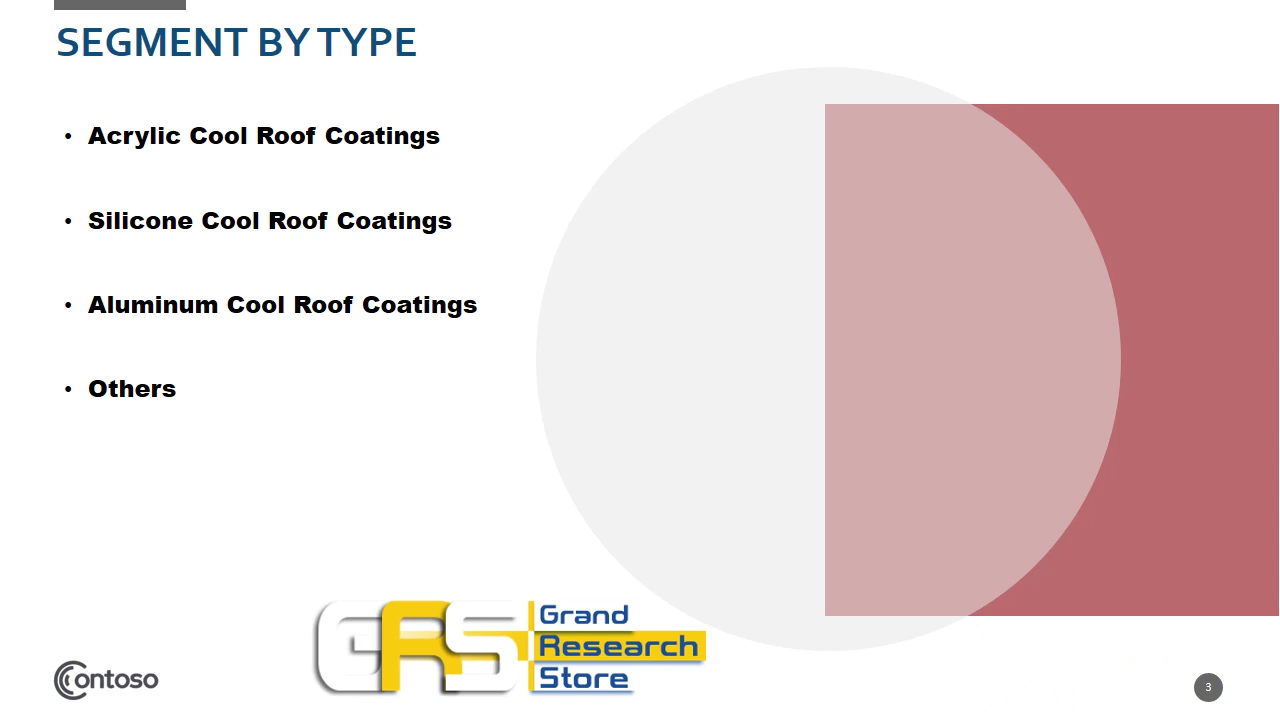 SEGMENT BY TYPE
• Acrylic Cool Roof Coatings
• Silicone Cool Roof Coatings
• Aluminum Cool Roof Coatings
• Others
GRS
Grand
Research
Store
Contoso
3